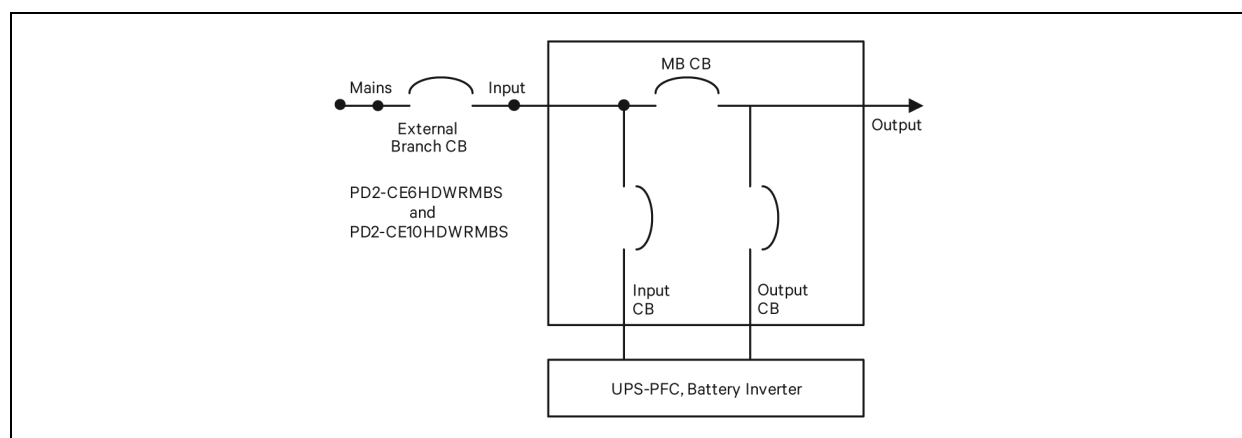 MB CB
Mains
Input
External
Branch CB
Output
PD2-CE6HDWRMBS
and
PD2-CE10HDWRMBS
Input
CB
Output
CB
UPS-PFC, Battery Inverter